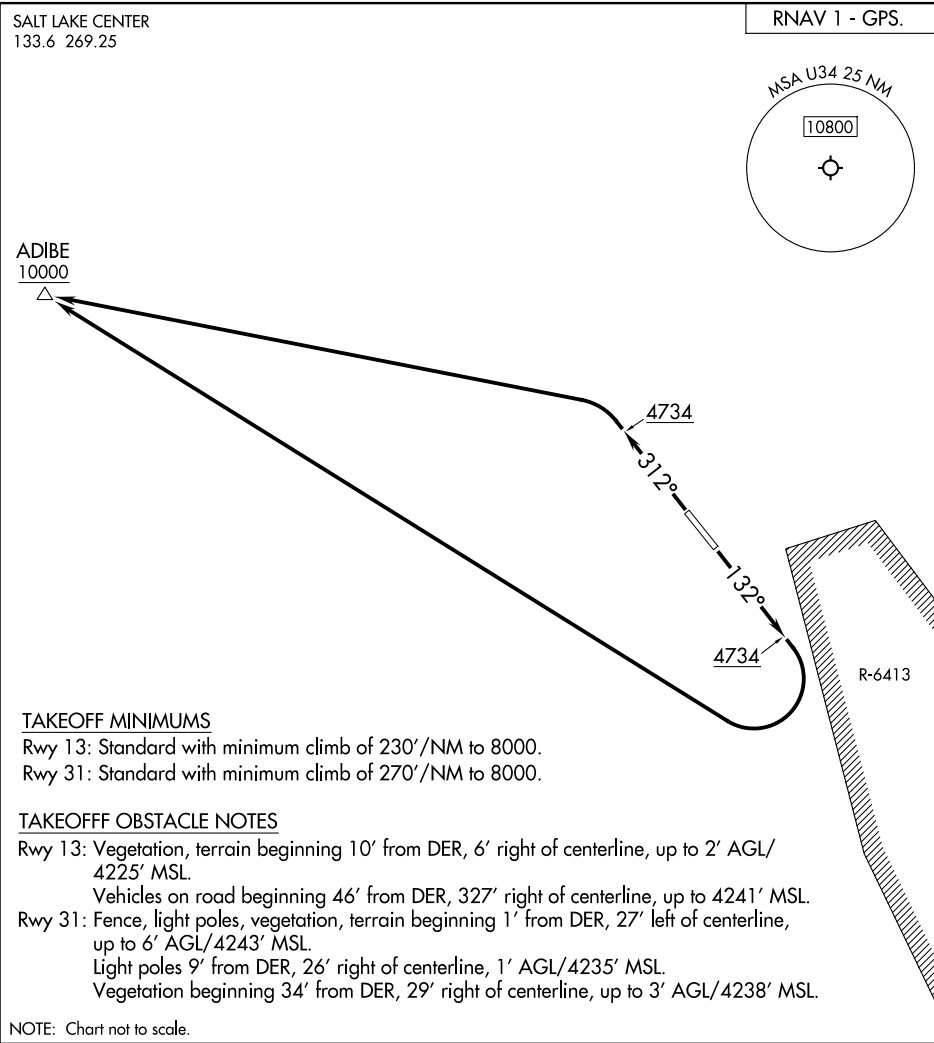 SALT LAKE CENTER
133.6 269.25
RNAV 1 - GPS.
MSA U34 25 NM
10800
ADIBE
10000
4734
312°
132°
4734
R-6413
TAKEOFF MINIMUMS
Rwy 13: Standard with minimum climb of 230'/NM to 8000.
Rwy 31: Standard with minimum climb of 270'/NM to 8000.
TAKEOFFF OBSTACLE NOTES
Rwy 13: Vegetation, terrain beginning 10' from DER, 6' right of centerline, up to 2' AGL/
4225' MSL.
Vehicles on road beginning 46' from DER, 327' right of centerline, up to 4241' MSL.
Rwy 31: Fence, light poles, vegetation, terrain beginning 1' from DER, 27' left of centerline,
up to 6' AGL/4243' MSL.
Light poles 9' from DER, 26' right of centerline, 1' AGL/4235' MSL.
Vegetation beginning 34' from DER, 29' right of centerline, up to 3' AGL/4238' MSL.
NOTE: Chart not to scale.